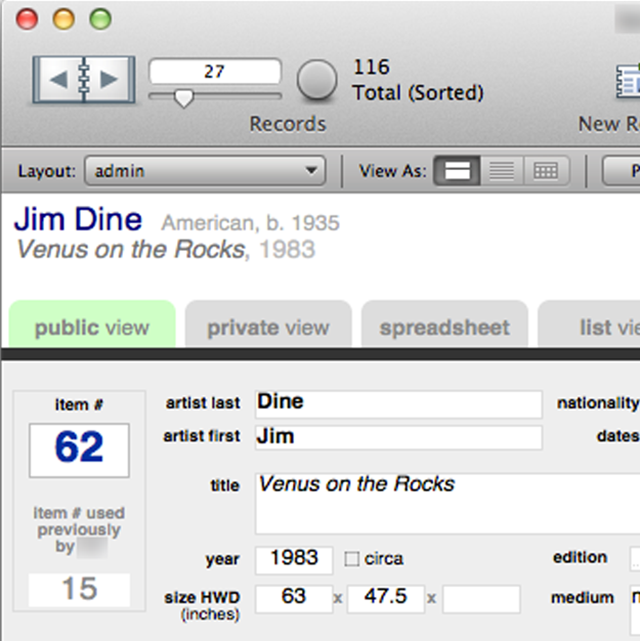 27
116
Total (Sorted)
Records
New R
Layout: admin
View As:
P
Jim Dine American, b. 1935
Venus on the Rocks, 1983
public view
private view
spreadsheet
list vie
item #
62
item # used
previously
by
15
artist last Dine
nationality
artist first Jim
dates
title Venus on the Rocks
year 1983 circa
edition
size HWD 63 x 47.5 x
(inches)
medium